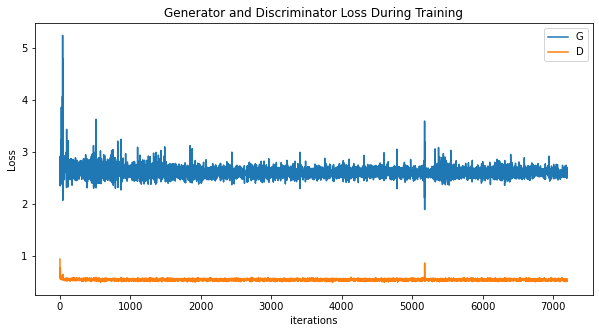 Generator and Discriminator Loss During Training
G
D
5
4
3
2
1
Loss
0
1000
2000
3000
4000
5000
6000
7000
iterations